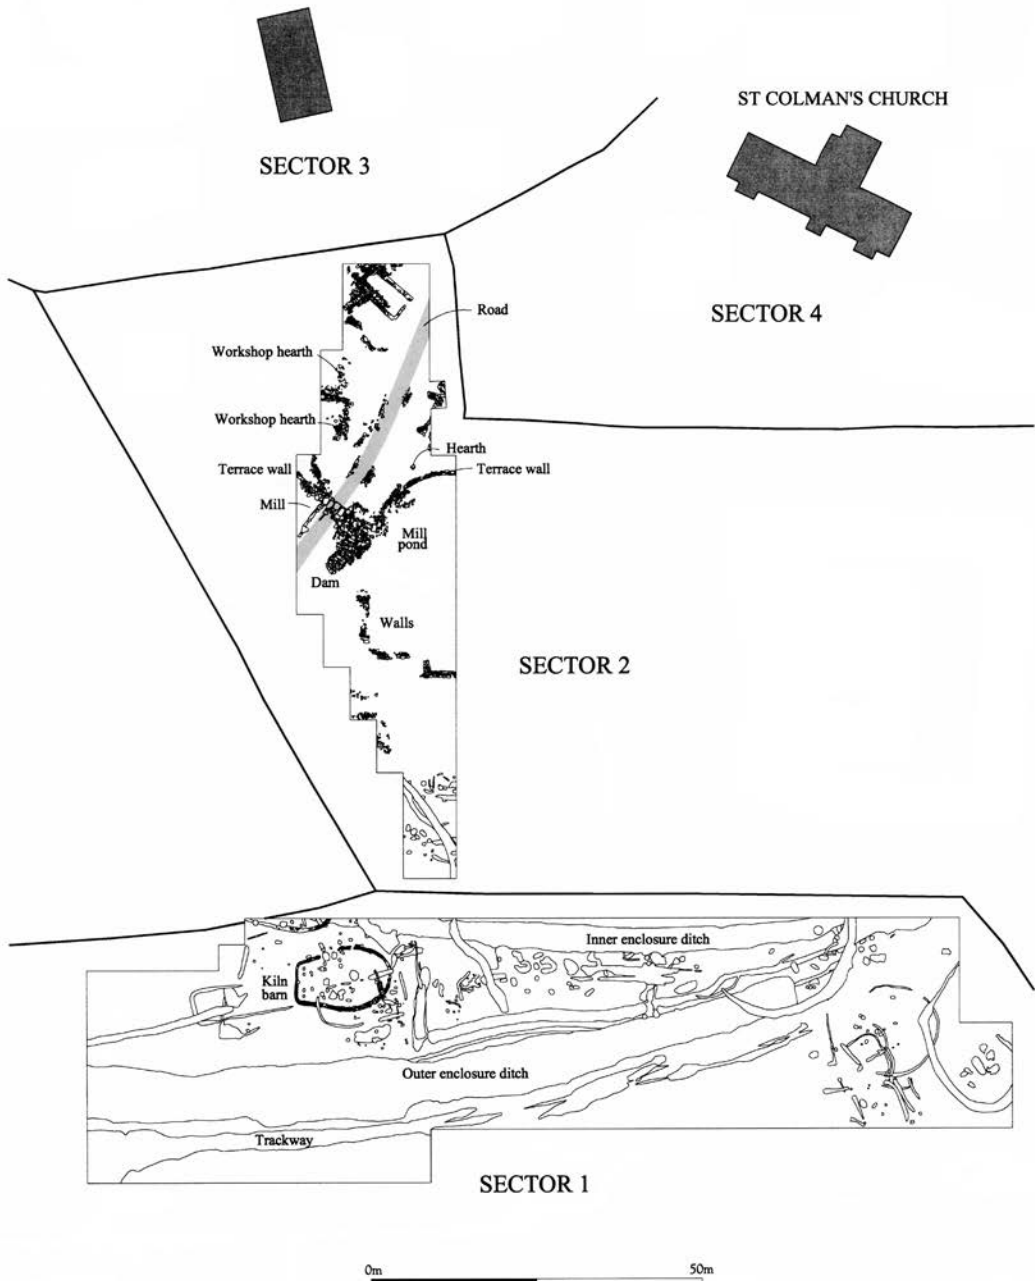 ST COLMAN'S CHURCH
SECTOR 3
Road
SECTOR 4
Workshop hearth
Workshop hearth
Hearth
Terrace wall
Terrace wall
Mill
Mill
pond
Dam
Walls
SECTOR 2
Inner enclosure ditch
Kiln
barn
Outer enclosure ditch
Trackway
SECTOR 1
0m
50m